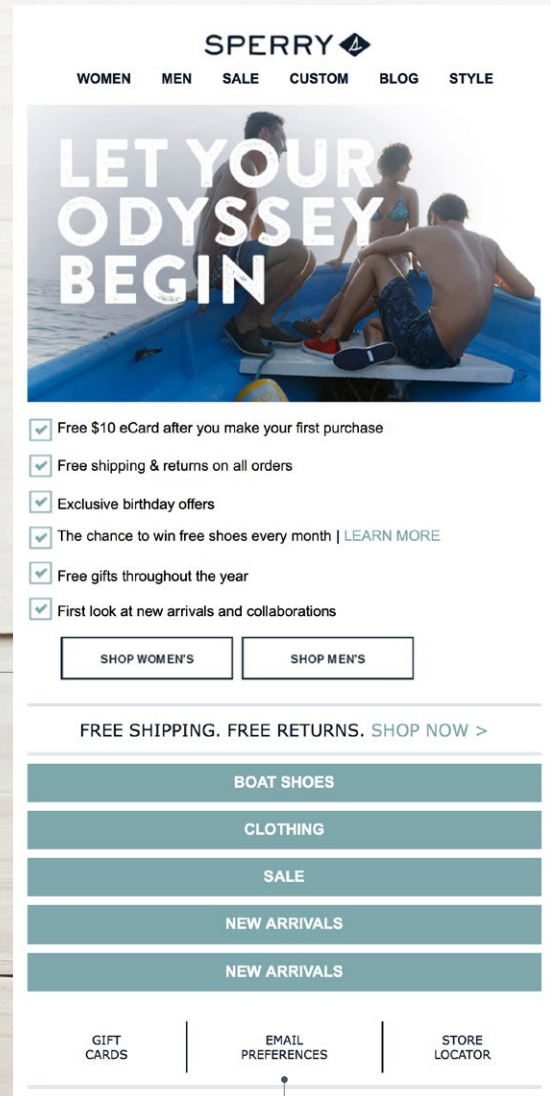 SPERRY
WOMEN MEN SALE CUSTOM BLOG STYLE
LET YOUR
ODYSSEY
BEGIN
Free $10 eCard after you make your first purchase
Free shipping & returns on all orders
Exclusive birthday offers
The chance to win free shoes every month | LEARN MORE
Free gifts throughout the year
First look at new arrivals and collaborations
SHOP WOMEN'S SHOP MEN'S
FREE SHIPPING. FREE RETURNS. SHOP NOW >
BOAT SHOES
CLOTHING
SALE
NEW ARRIVALS
NEW ARRIVALS
GIFT
CARDS
EMAIL
PREFERENCES
STORE
LOCATOR